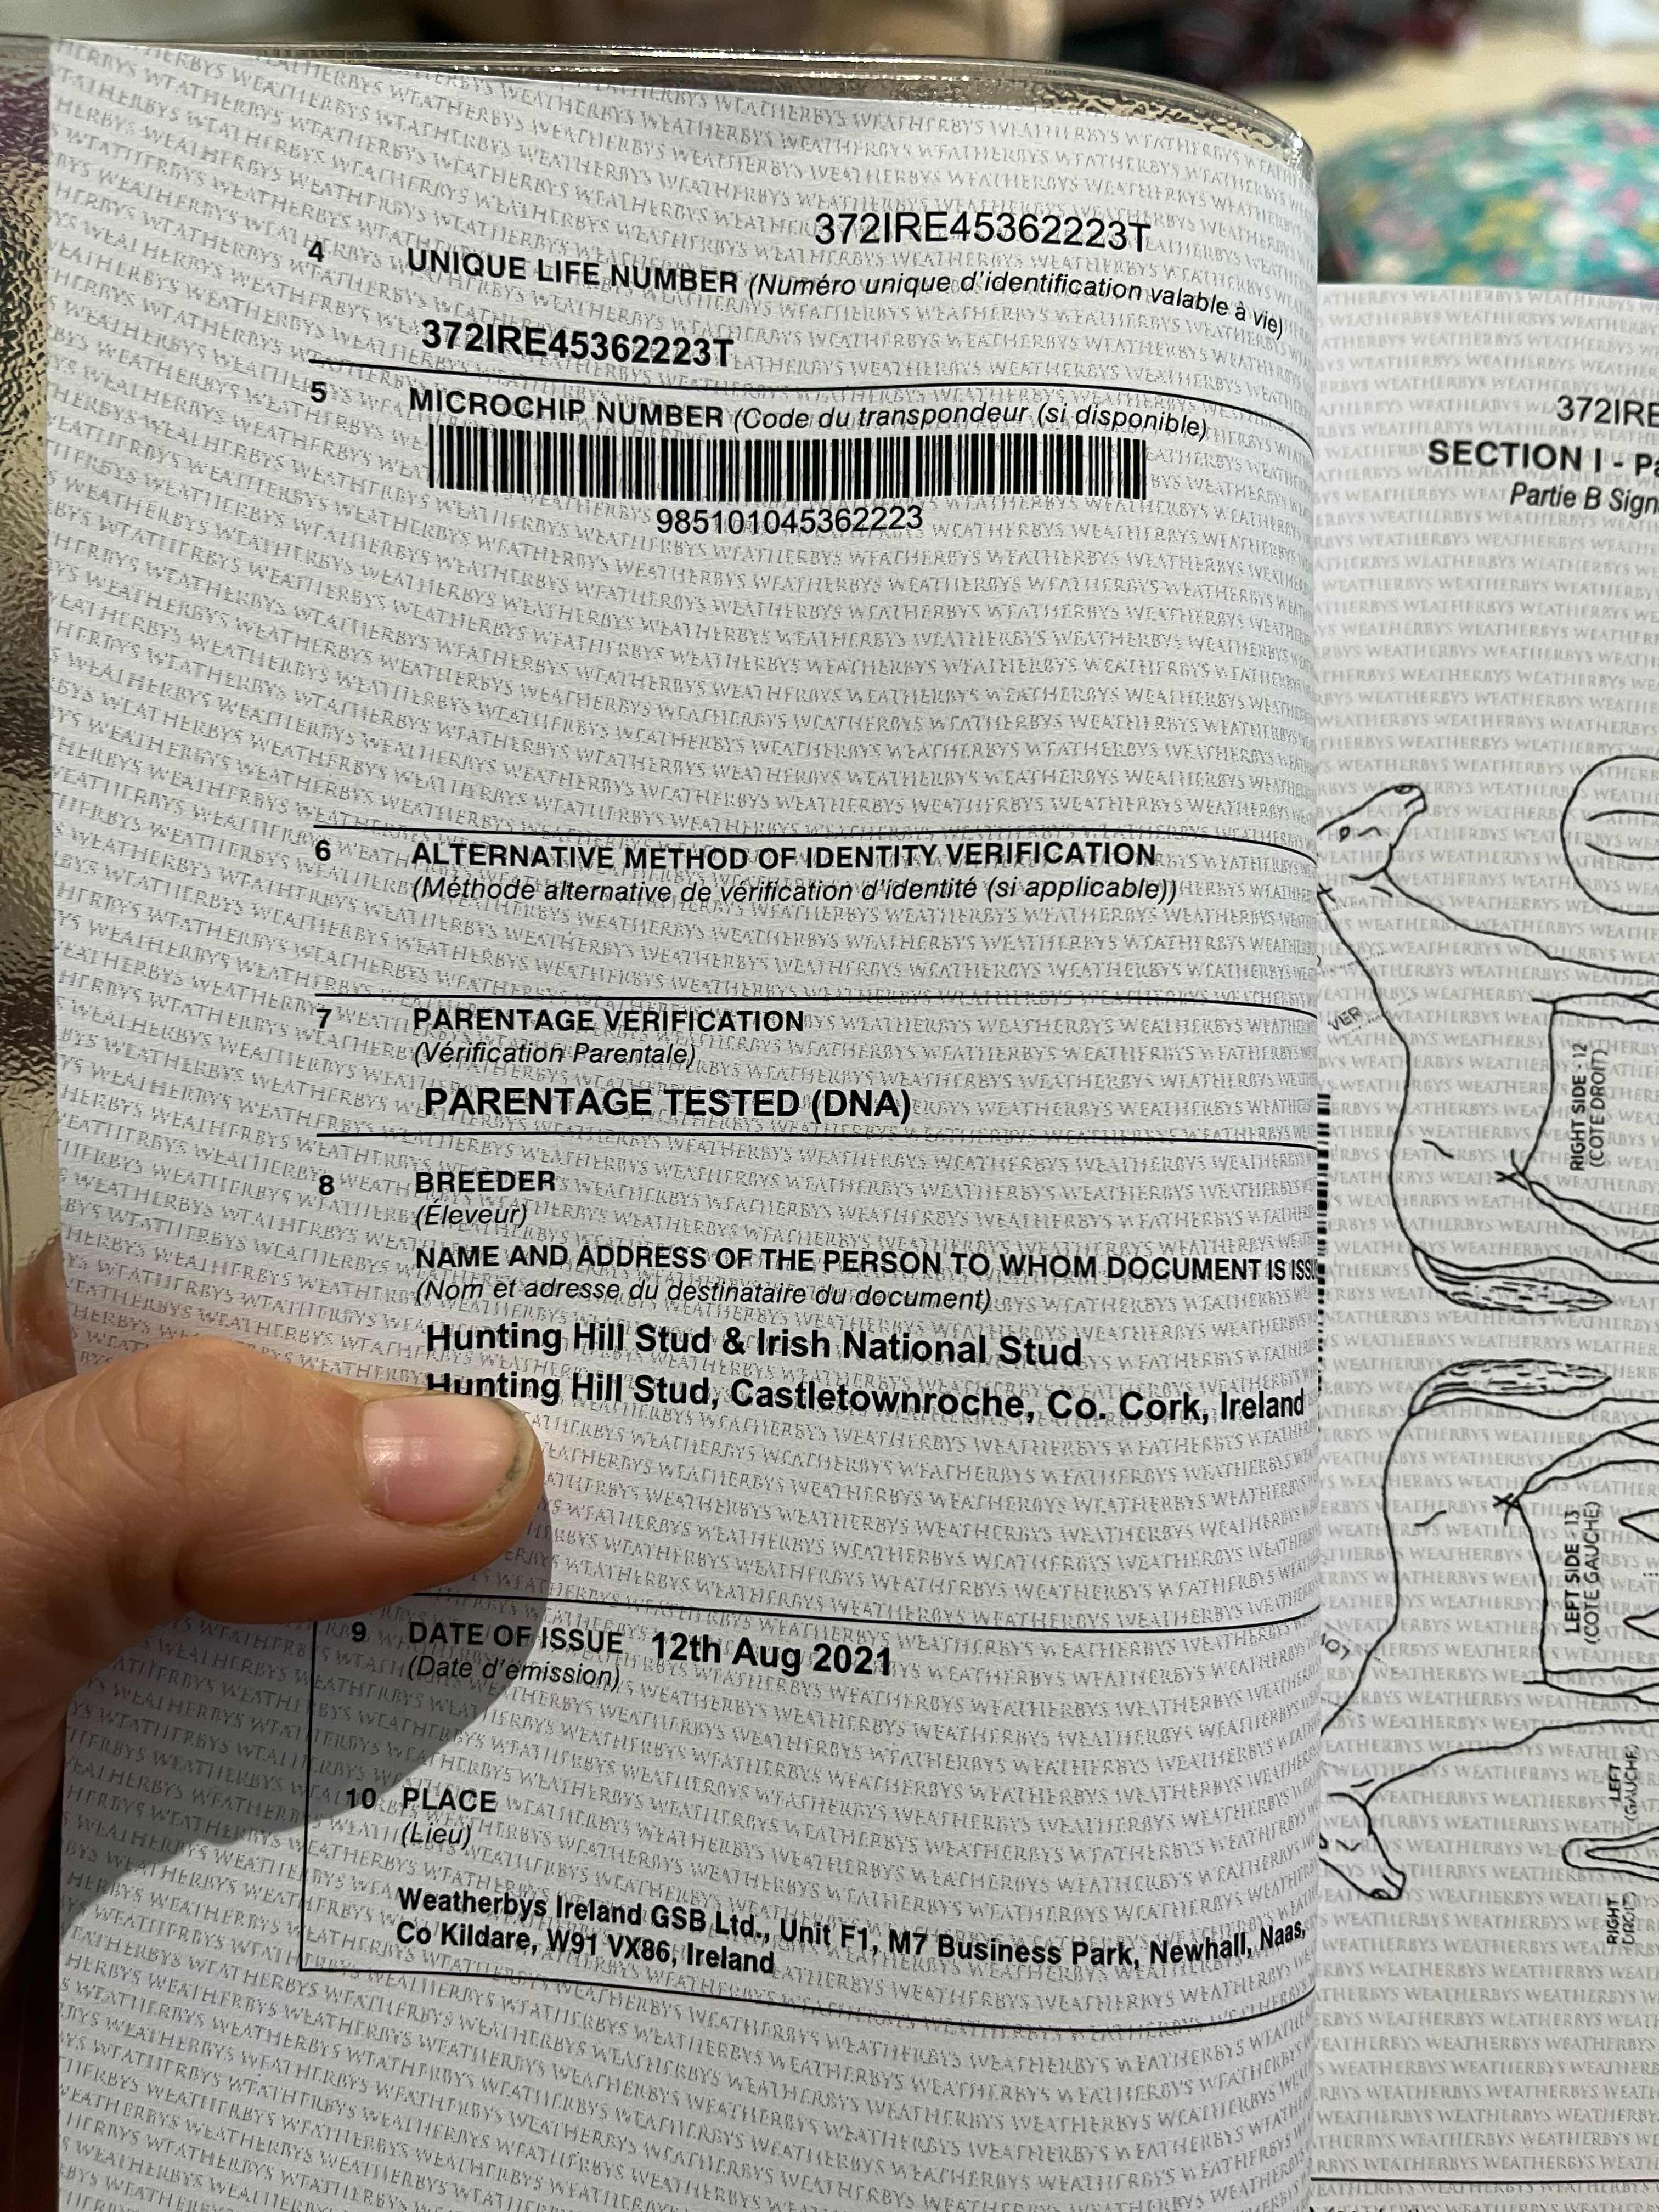 372IRE45362223T
4 UNIQUE LIFE NUMBER (Numéro unique d'identification valable à vie)
372IRE45362223T
5 MICROCHIP NUMBER (Code du transpondeur (si disponible)
985101045362223
6 ALTERNATIVE METHOD OF IDENTITY VERIFICATION
(Méthode alternative de vérification d'identité (si applicable))
7 PARENTAGE VERIFICATION
(Vérification Parentale)
PARENTAGE TESTED (DNA)
8 BREEDER
(Éleveur)
NAME AND ADDRESS OF THE PERSON TO WHOM DOCUMENT IS
(Nom et adresse du destinataire du document)
Hunting Hill Stud & Irish National Stud
Hunting Hill Stud, Castletownroche, Co. Cork, Ireland
9 DATE OF ISSUE 12th Aug 2021
(Date d'émission)
10 PLACE
(Lieu)
Weatherbys Ireland GSB Ltd., Unit F1, M7 Business Park, Newhall, Naas,
Co Kildare, W91 VX86, Ireland
372IRE
SECTION I -
Partie B
RIGHT SIDE - 12
(COTE DROIT)
LEFT SIDE - 13
(COTE GAUCHE)
LEFT
RIGHT
WEATHERBYS WEATHERBYS WEATHERBYS